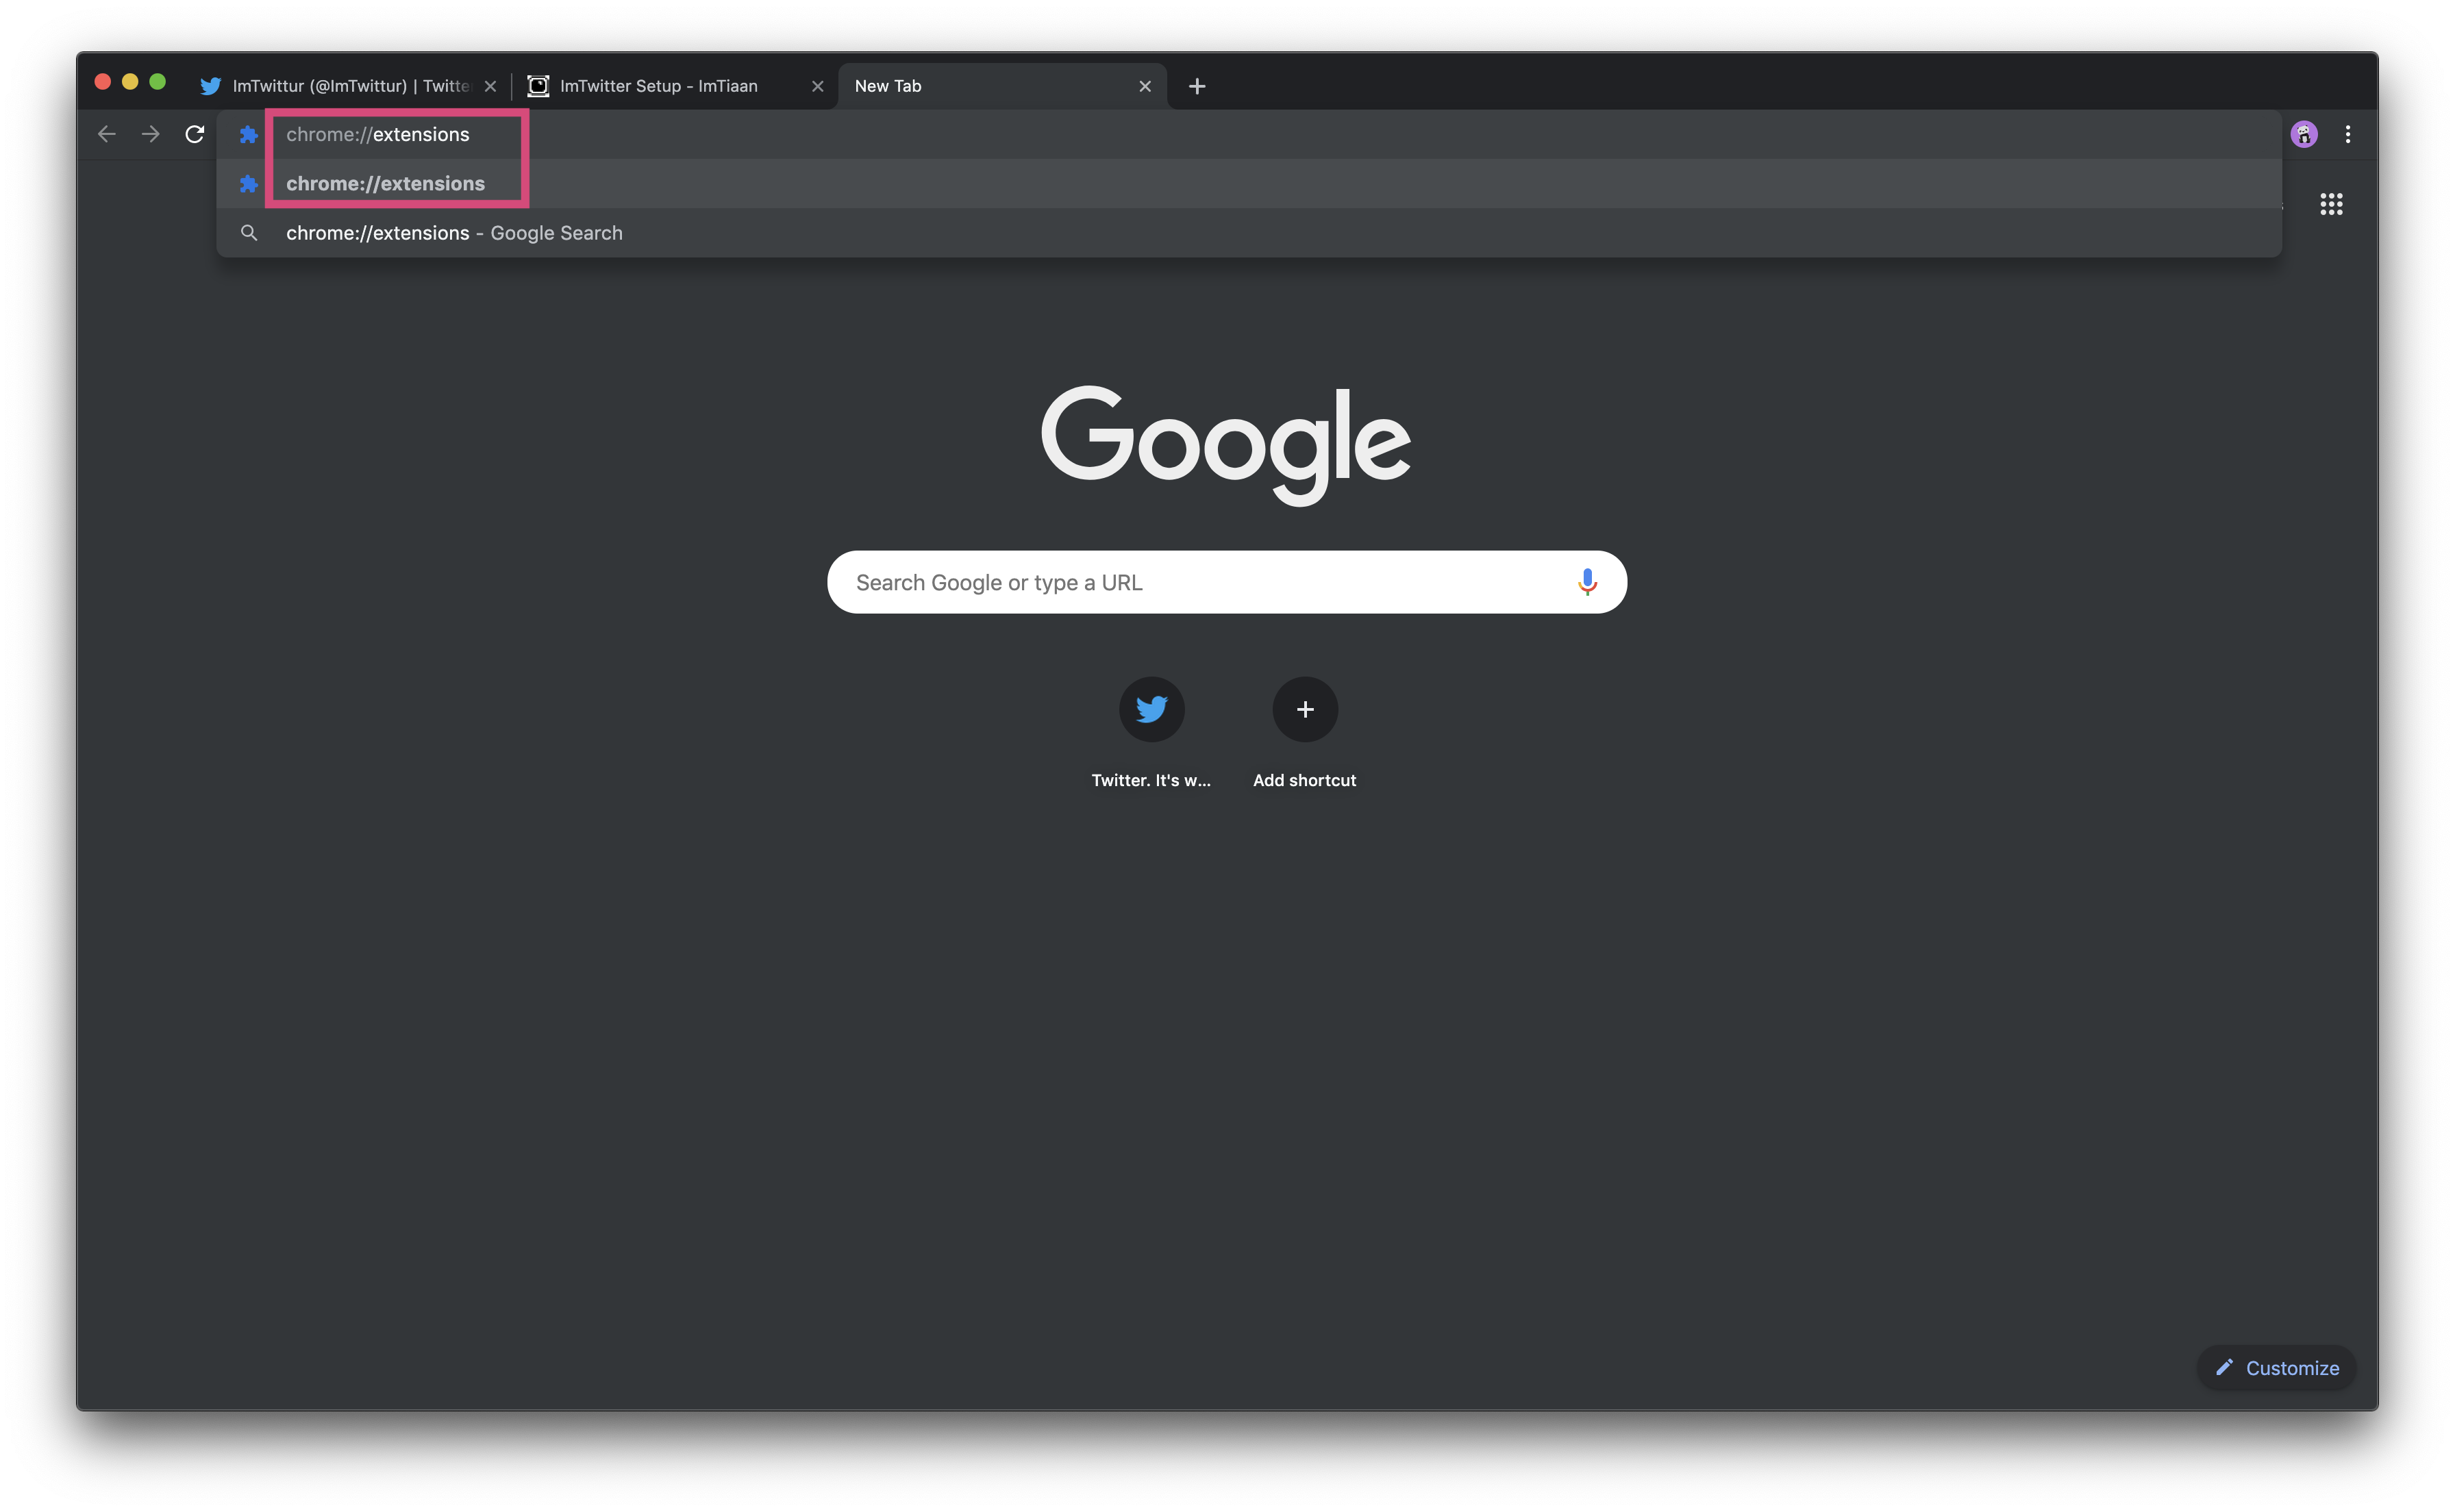 ImTwittur (@ImTwittur) | Twitte
ImTwitter Setup - ImTiaan
New Tab
chrome://extensions
chrome://extensions
chrome://extensions - Google Search
Google
Search Google or type a URL
Twitter. It's w...
Add shortcut
Customize